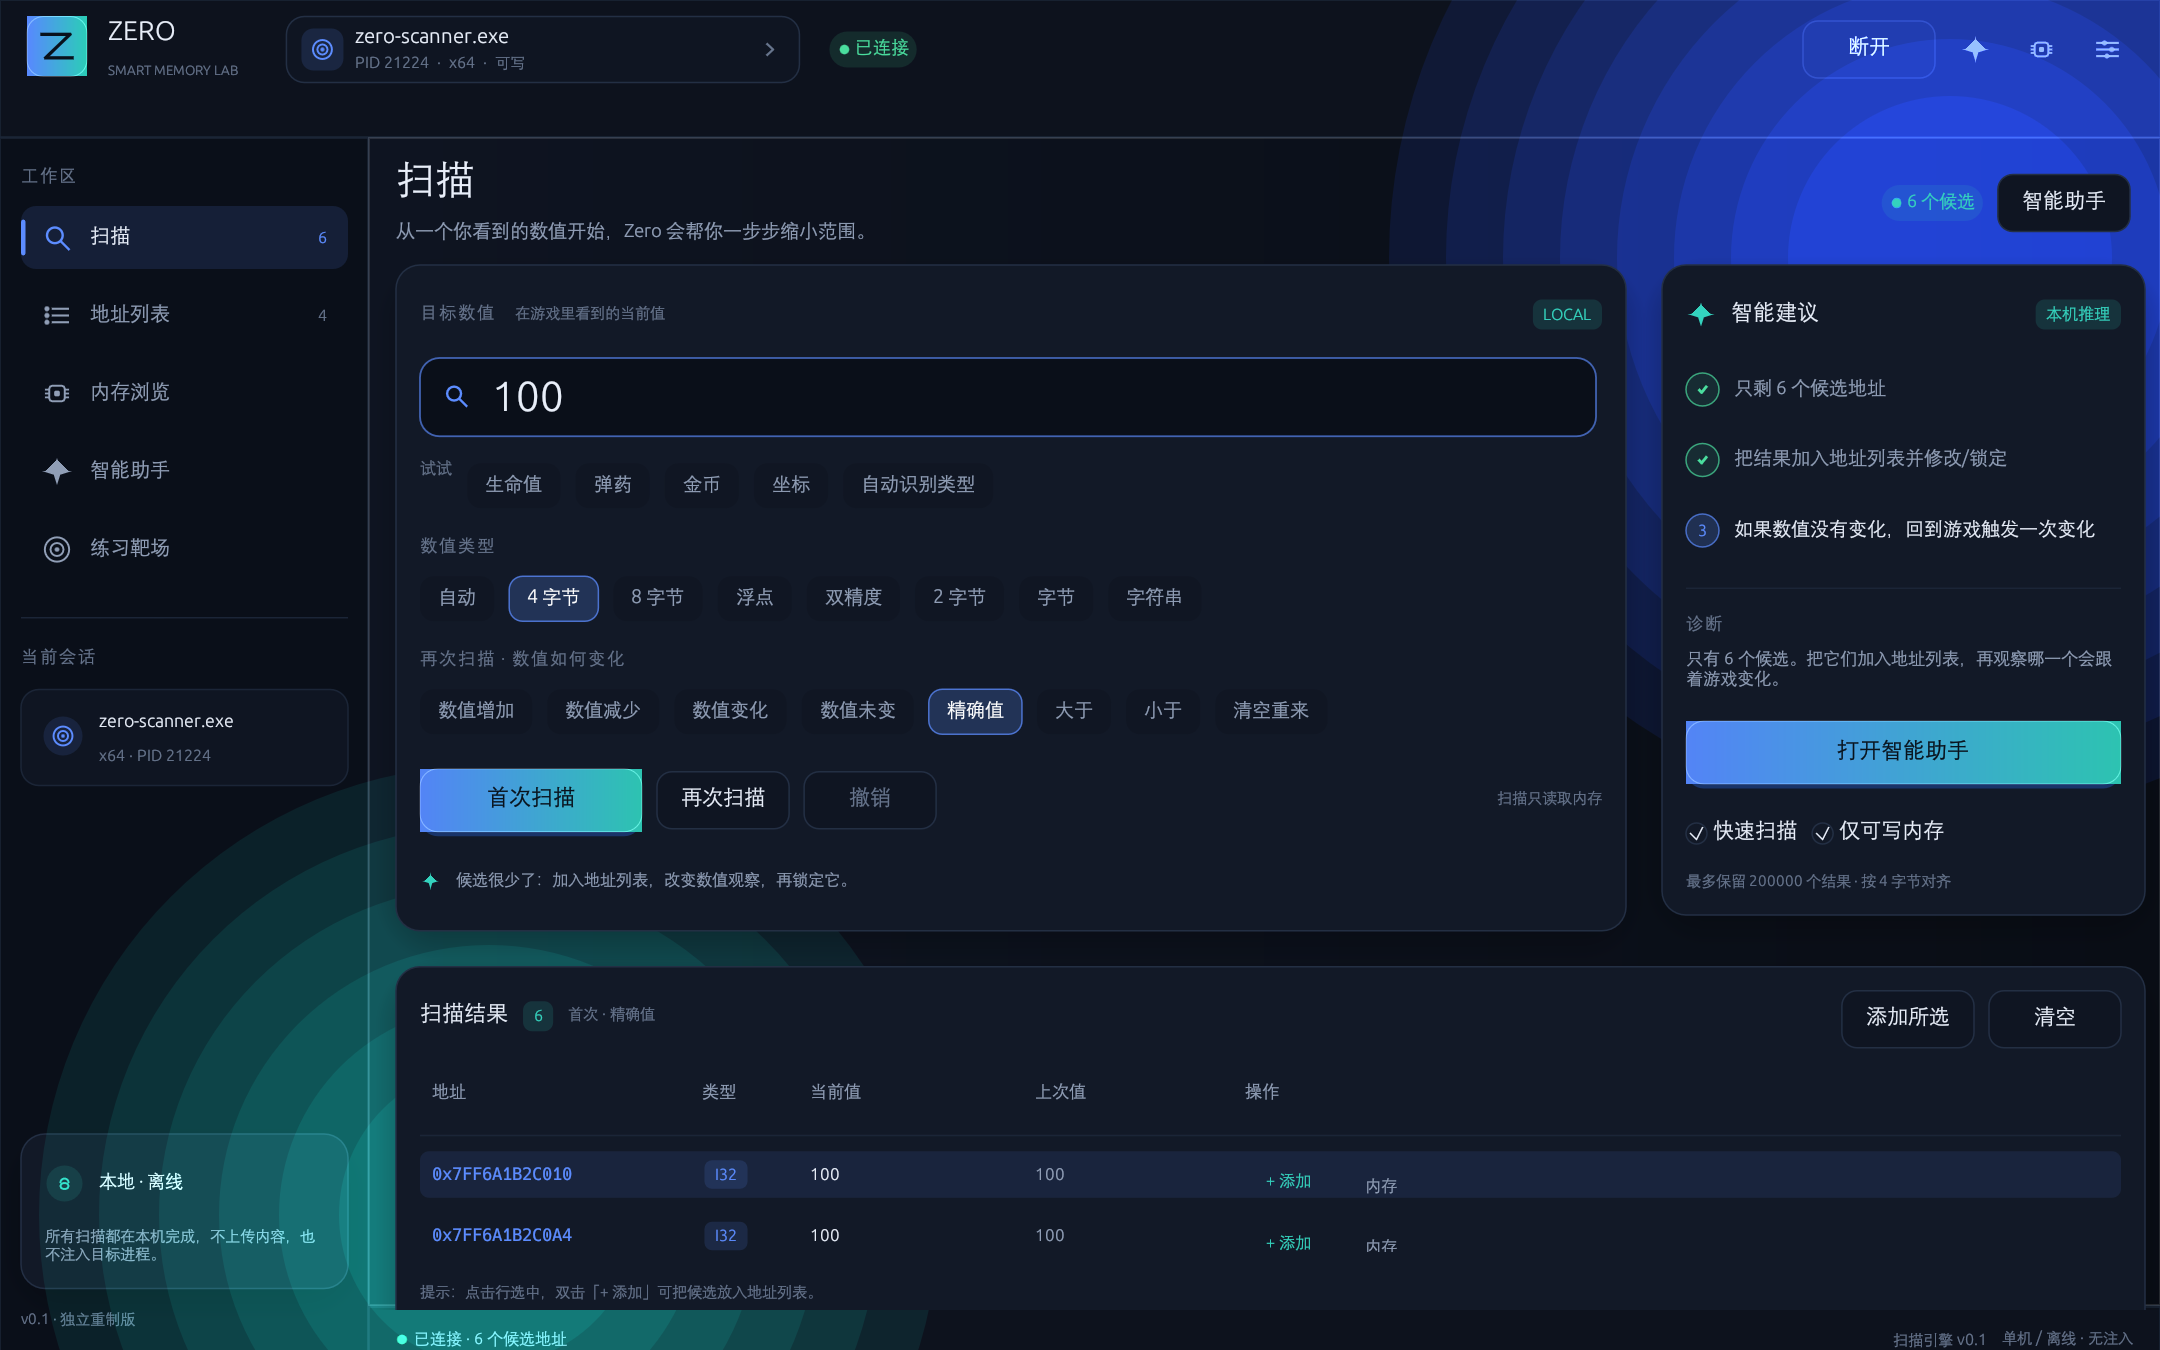 ZERO
SMART MEMORY LAB
zero-scanner.exe
PID 21224 · x64 · 可写
已连接
断开
工作区
扫描 6
地址列表 4
内存浏览
智能助手
练习靶场
当前会话
zero-scanner.exe
x64 · PID 21224
本地 · 离线
所有扫描都在本机完成，不上传内容，也
不注入目标进程。
v0.1 · 独立重制版
扫描
从一个你看到的数值开始，Zero 会帮你一步步缩小范围。
6 个候选
智能助手
目标数值 在游戏里看到的当前值
LOCAL
100
试试 生命值 弹药 金币 坐标 自动识别类型
数值类型
自动 4 字节 8 字节 浮点 双精度 2 字节 字节 字符串
再次扫描 · 数值如何变化
数值增加 数值减少 数值变化 数值未变 精确值 大于 小于 清空重来
首次扫描 再次扫描 撤销 扫描只读取内存
候选很少了：加入地址列表，改变数值观察，再锁定它。
智能建议 本机推理
只剩 6 个候选地址
把结果加入地址列表并修改/锁定
3 如果数值没有变化，回到游戏触发一次变化
诊断
只有 6 个候选。把它们加入地址列表，再观察哪一个会跟
着游戏变化。
打开智能助手
快速扫描 仅可写内存
最多保留 200000 个结果 · 按 4 字节对齐
扫描结果 6 首次 · 精确值
添加所选 清空
地址 类型 当前值 上次值 操作
0x7FF6A1B2C010 I32 100 100 + 添加 内存
0x7FF6A1B2C0A4 I32 100 100 + 添加 内存
提示：点击行选中，双击「+ 添加」可把候选放入地址列表。
已连接 · 6 个候选地址
扫描引擎 v0.1 单机 / 离线 · 无注入